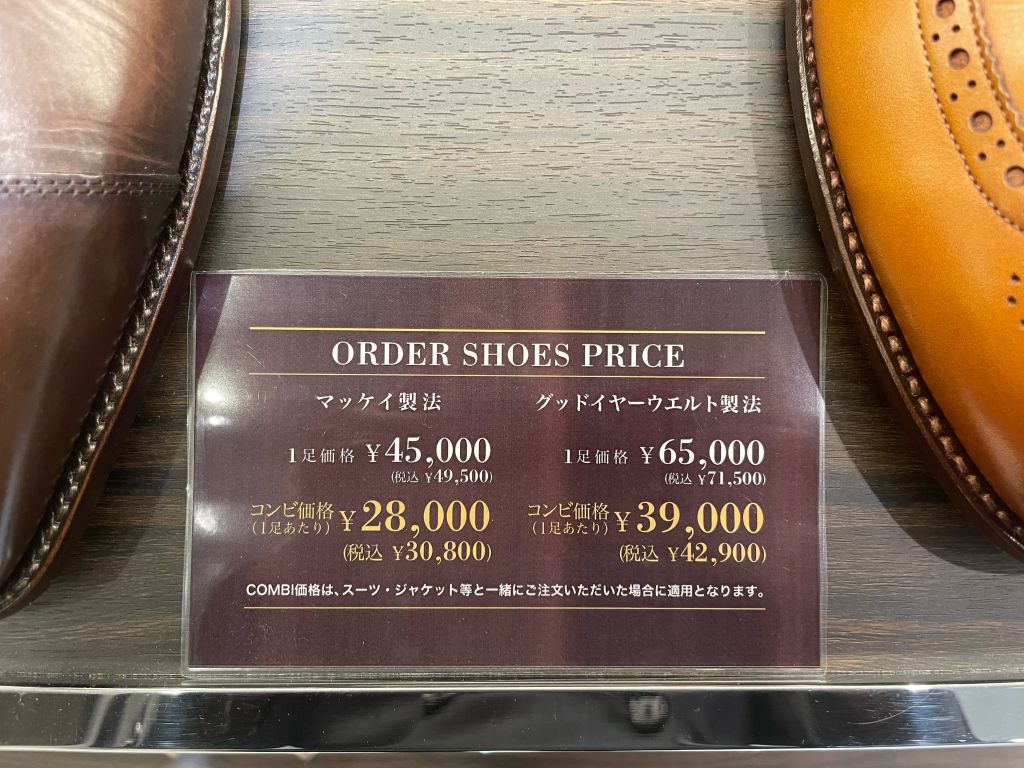 ORDER SHOES PRICE
マッケイ製法
1足価格 ¥45,000
(税込 ¥49,500)
コンビ価格
(1足あたり)
¥28,000
(税込 ¥30,800)
グッドイヤーウエルト製法
1足価格 ¥65,000
(税込 ¥71,500)
コンビ価格
(1足あたり)
¥39,000
(税込 ¥42,900)
COMBI価格は、スーツ・ジャケット等と一緒にご注文いただいた場合に適用となります。